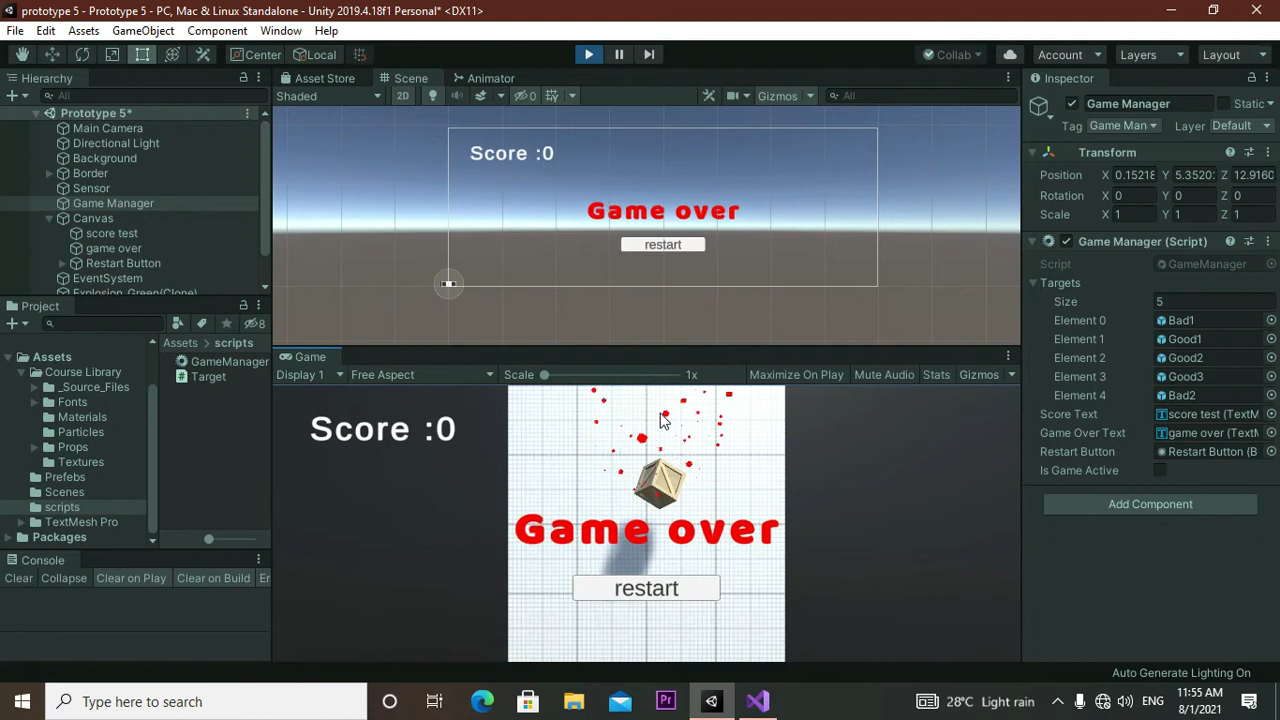 prototype 5 - Prototype 5 - PC, Mac & Linux Standalone - Unity 2019.4.18f1 Personal* <DX11>
File Edit Assets GameObject Component Window Help
Center Local Collab Account Layers Layout
Hierarchy
All
Prototype 5*
Main Camera
Directional Light
Background
Border
Sensor
Game Manager
Canvas
score test
game over
Restart Button
EventSystem
Explosion_Green(Clone)
Asset Store Scene Animator
Shaded 2D 0 Gizmos All
Score :0
Game over
restart
Project
8
Assets
Course Library
_Source_Files
Fonts
Materials
Particles
Props
Textures
Prefebs
Scenes
scripts
TextMesh Pro
Packages
Assets scripts
GameManager
Target
Console
Clear Collapse Clear on Play Clear on Build Er
Game
Display 1 Free Aspect Scale 1x Maximize On Play Mute Audio Stats Gizmos
Score :0
Game over
restart
Inspector
Game Manager Static
Tag Game Man Layer Default
Transform
Position X 0.15218 Y 5.3520: Z 12.9160
Rotation X 0 Y 0 Z 0
Scale X 1 Y 1 Z 1
Game Manager (Script)
Script GameManager
Targets
Size 5
Element 0 Bad1
Element 1 Good1
Element 2 Good2
Element 3 Good3
Element 4 Bad2
Score Text score test (TextM
Game Over Text game over (TextM
Restart Button Restart Button (B
Is Game Active
Add Component
Auto Generate Lighting On
Type here to search
Pr
28°C Light rain
ENG
11:55 AM
8/1/2021